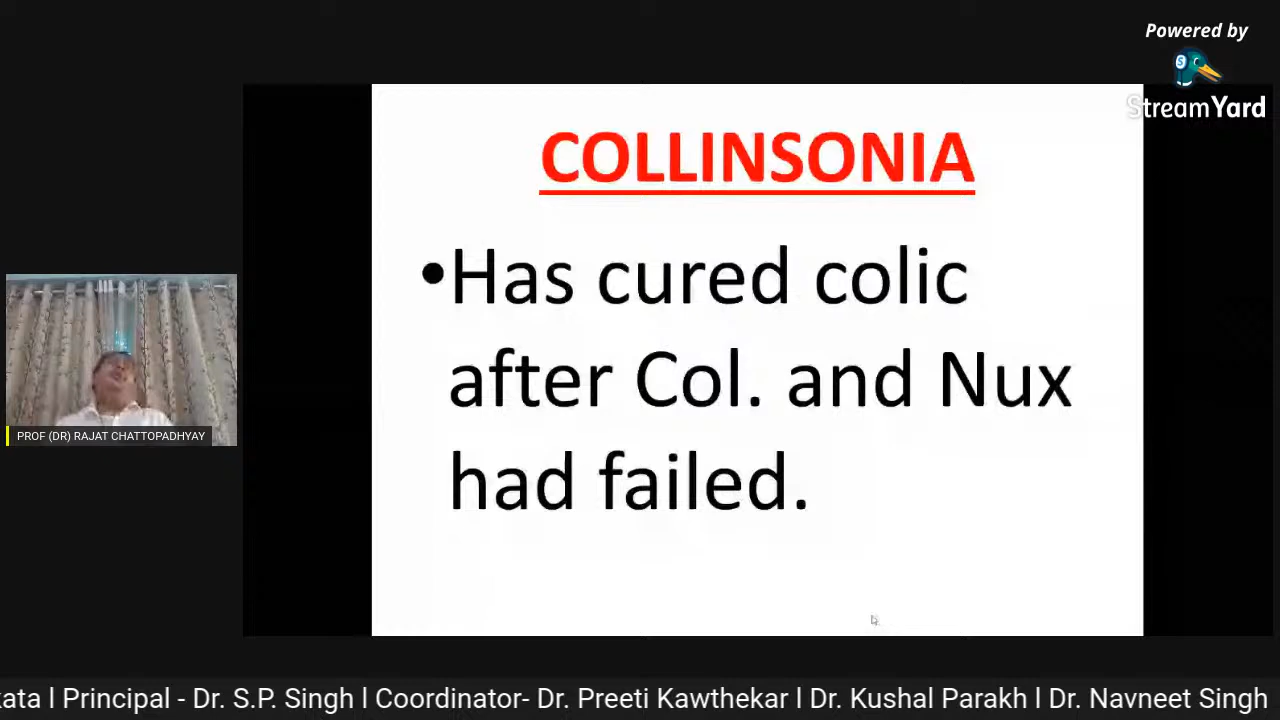 Powered by
StreamYard
COLLINSONIA
•Has cured colic
after Col. and Nux
had failed.
PROF (DR) RAJAT CHATTOPADHYAY
kata l Principal - Dr. S.P. Singh l Coordinator- Dr. Preeti Kawthekar l Dr. Kushal Parakh l Dr. Navneet Singh